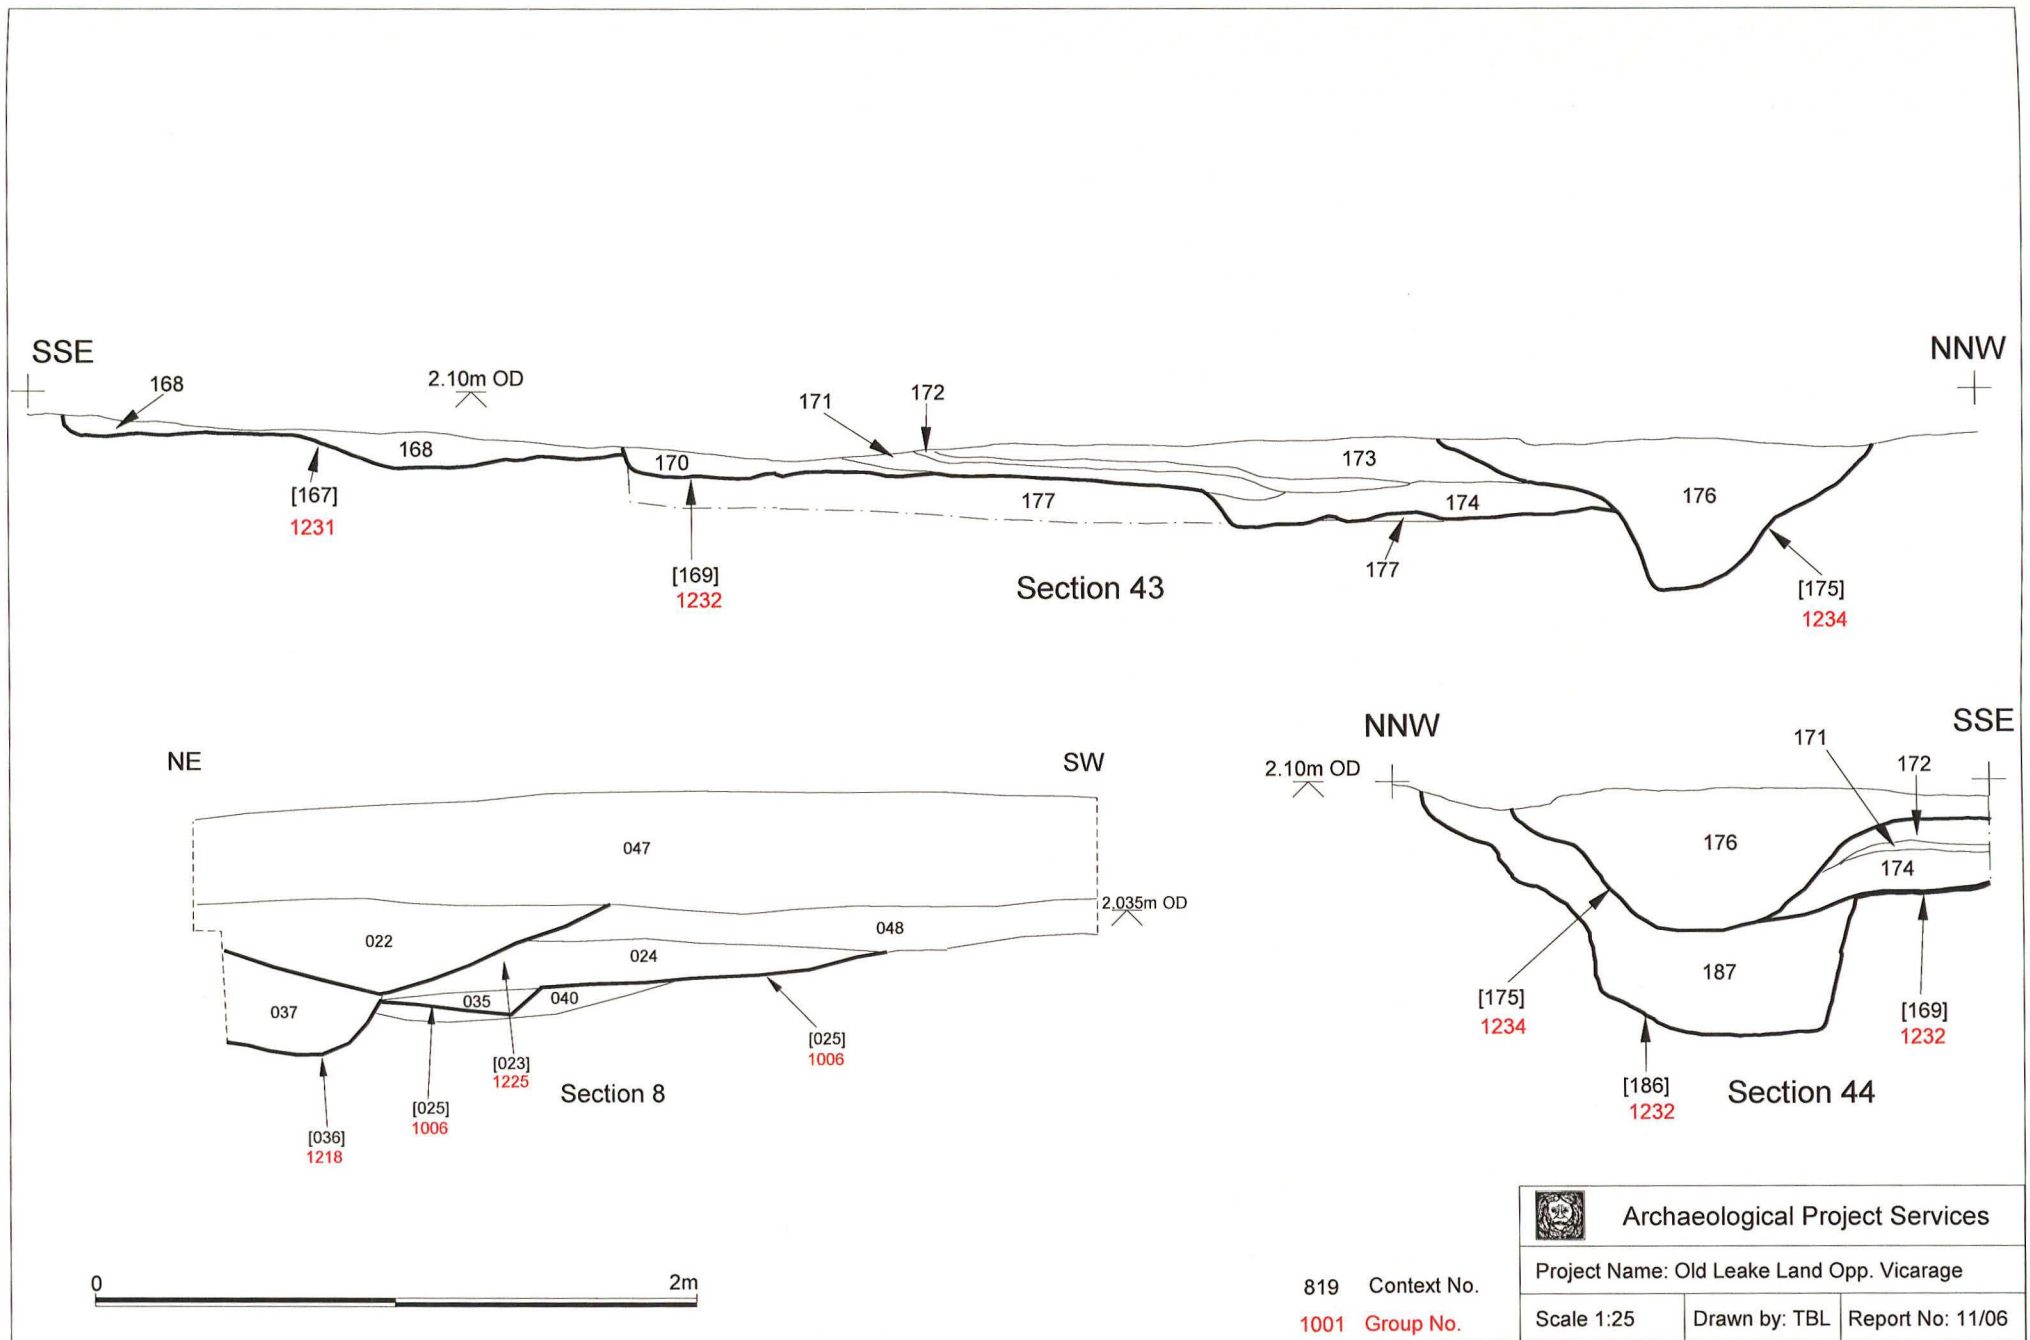 SSE
NNW
168
2.10m OD
171
172
168
170
173
176
174
177
177
[167]
1231
[169]
1232
Section 43
[175]
1234
NE
SW
047
2.035m OD
022
048
024
035
040
037
[025]
1006
[023]
1225
Section 8
[025]
1006
[036]
1218
NNW
SSE
2.10m OD
171
172
176
174
187
[175]
1234
[169]
1232
[186]
1232
Section 44
0 2m
819 Context No.
1001 Group No.
Archaeological Project Services
Project Name: Old Leake Land Opp. Vicarage
Scale 1:25 Drawn by: TBL Report No: 11/06